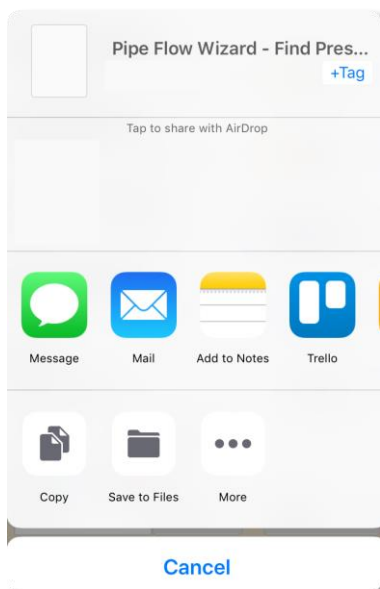 Pipe Flow Wizard - Find Pres...
+Tag
Tap to share with AirDrop
Message Mail Add to Notes Trello
Copy Save to Files More
Cancel